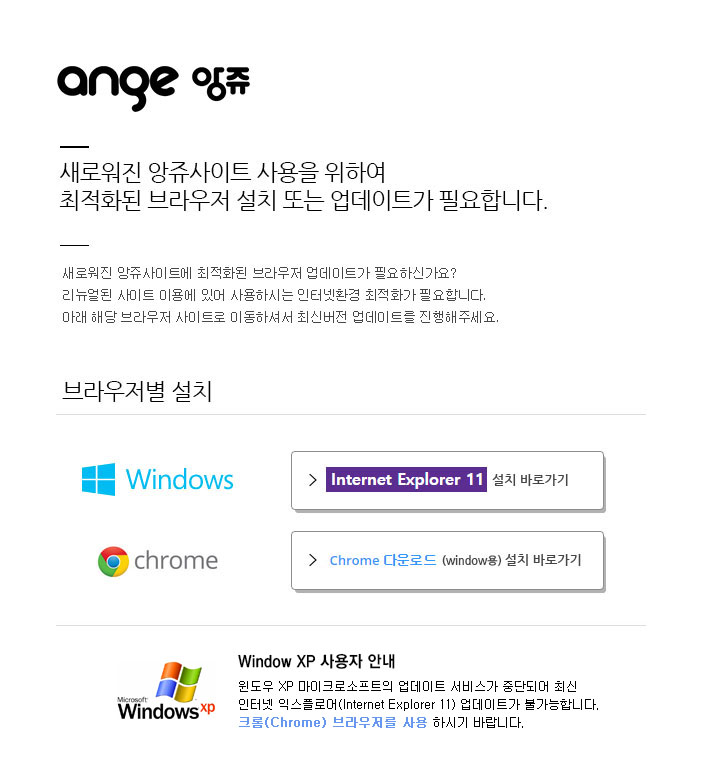 ange 앙쥬
새로워진 앙쥬사이트 사용을 위하여
최적화된 브라우저 설치 또는 업데이트가 필요합니다.
새로워진 앙쥬사이트에 최적화된 브라우저 업데이트가 필요하신가요?
리뉴얼된 사이트 이용에 있어 사용하시는 인터넷환경 최적화가 필요합니다.
아래 해당 브라우저 사이트로 이동하셔서 최신버전 업데이트를 진행해주세요.
브라우저별 설치
Windows
> Internet Explorer 11 설치 바로가기
chrome
> Chrome 다운로드 (window용) 설치 바로가기
Microsoft
Windows xp
Window XP 사용자 안내
윈도우 XP 마이크로소프트의 업데이트 서비스가 중단되어 최신
인터넷 익스플로어(Internet Explorer 11) 업데이트가 불가능합니다.
크롬(Chrome) 브라우저를 사용 하시기 바랍니다.